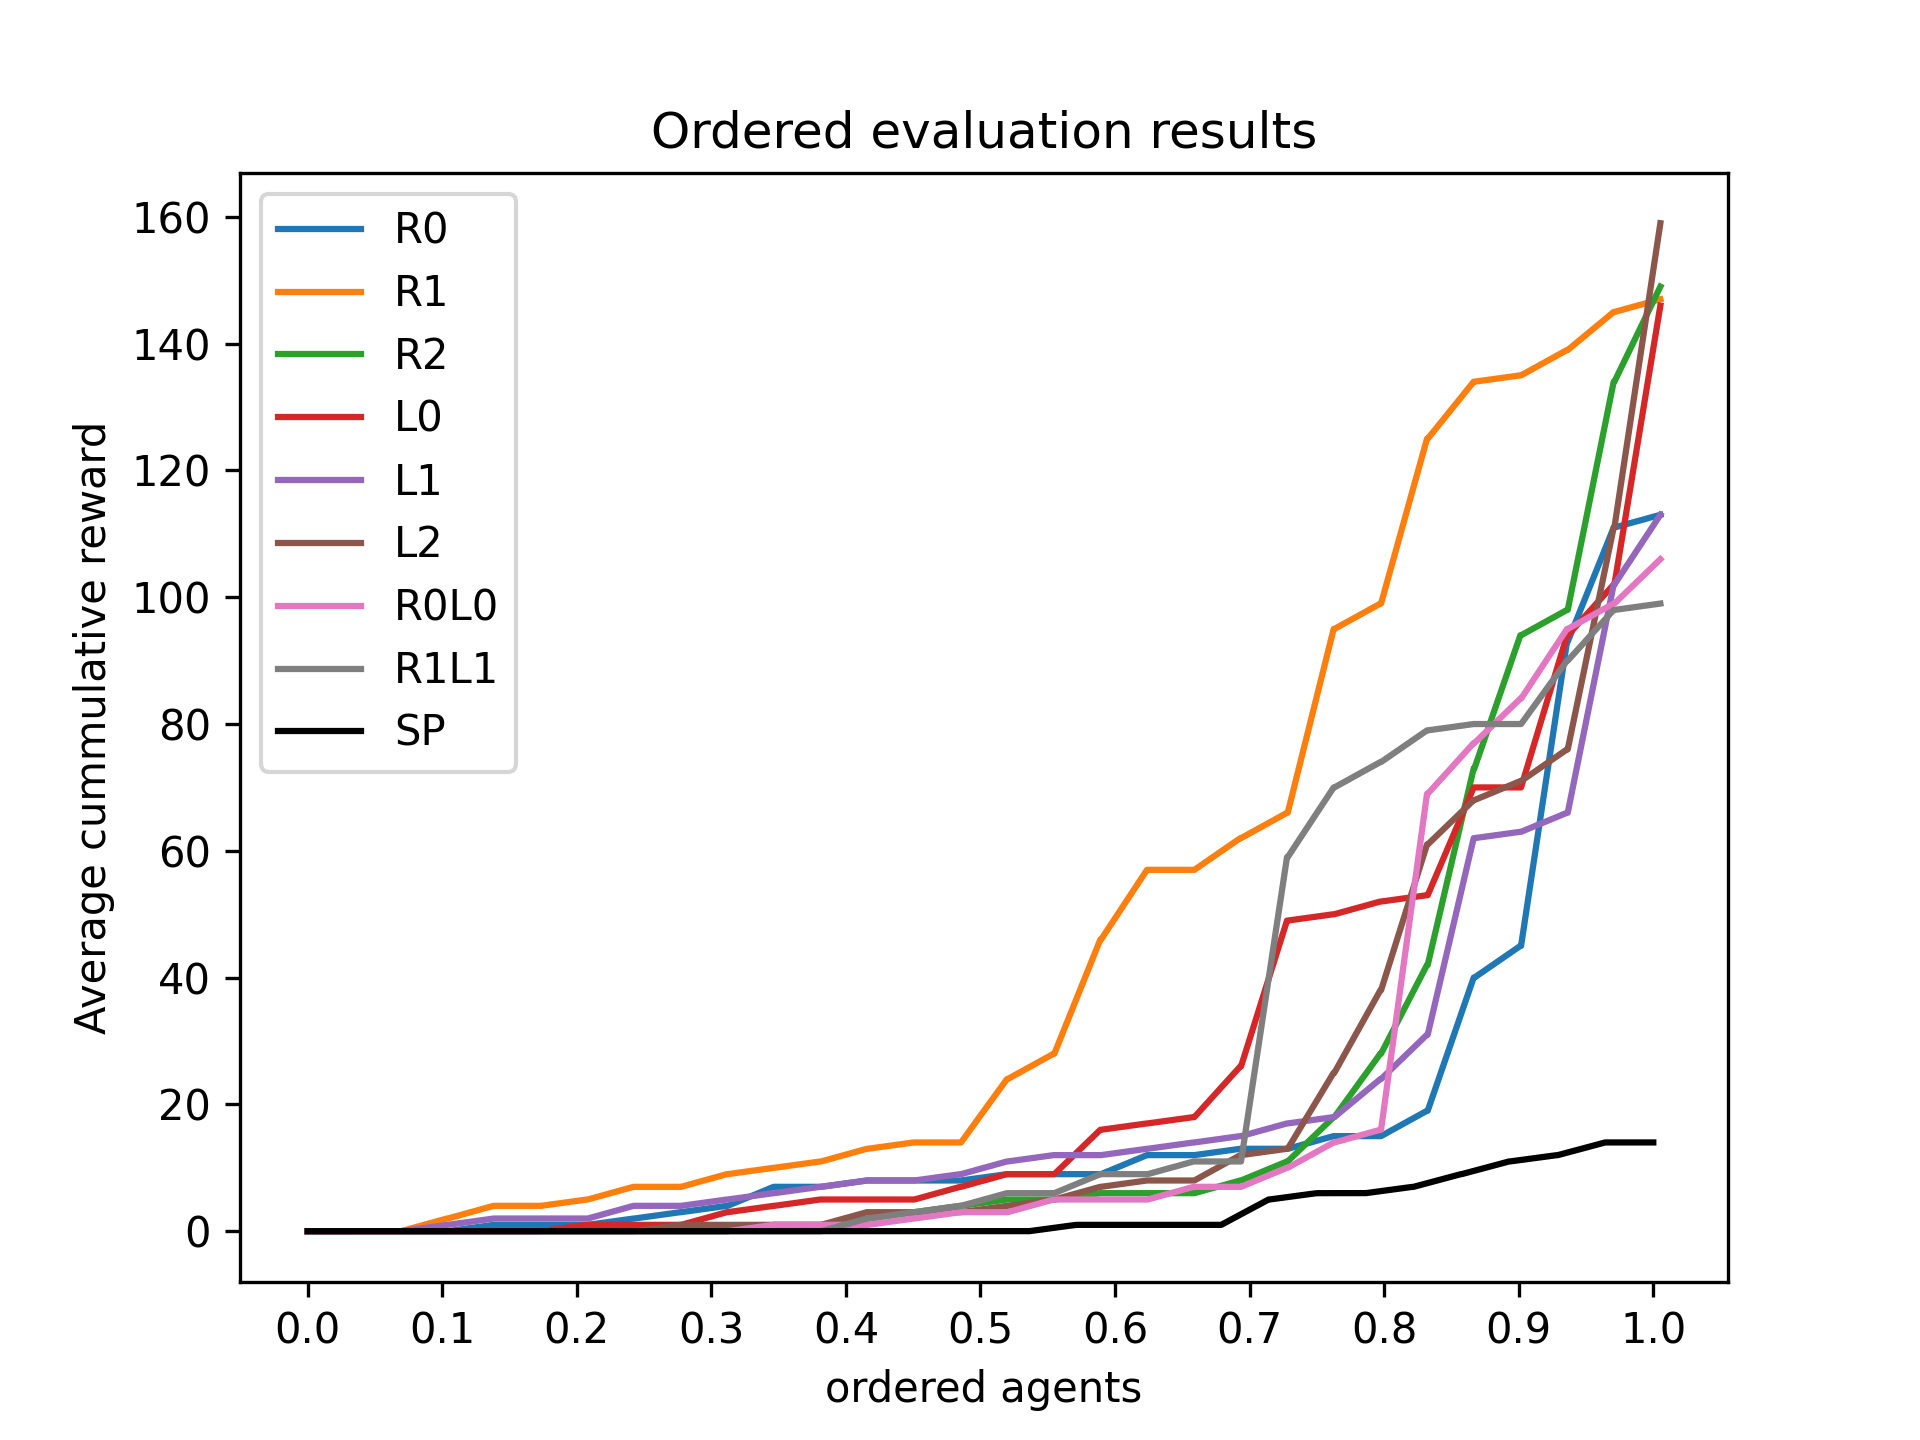 Ordered evaluation results
Average cummulative reward
160
140
120
100
80
60
40
20
0
R0
R1
R2
L0
L1
L2
R0L0
R1L1
SP
0.0 0.1 0.2 0.3 0.4 0.5 0.6 0.7 0.8 0.9 1.0
ordered agents